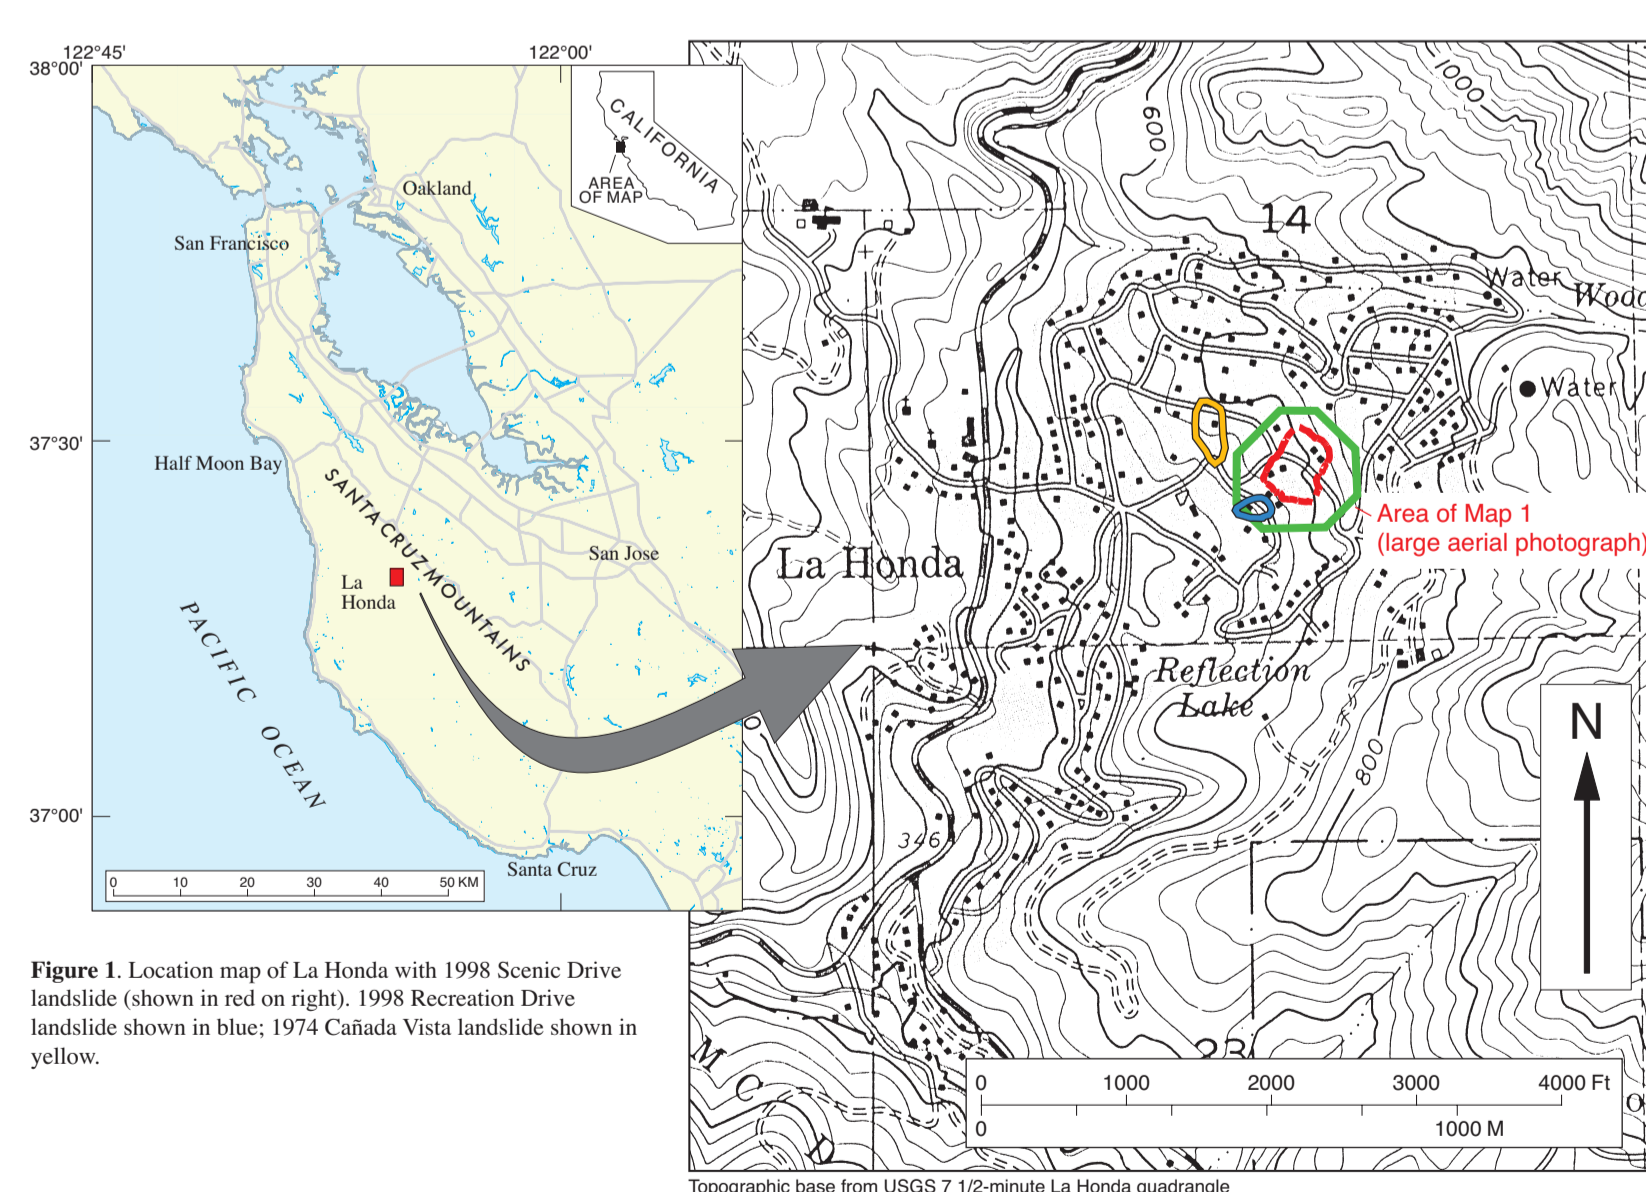 122°45'
122°00'
38°00'
37°30'
37°00'
CALIFORNIA
AREA
OF MAP
Oakland
San Francisco
Half Moon Bay
SANTA CRUZ MOUNTAINS
San Jose
La
Honda
PACIFIC OCEAN
Santa Cruz
0 10 20 30 40 50 KM
Figure 1. Location map of La Honda with 1998 Scenic Drive
landslide (shown in red on right). 1998 Recreation Drive
landslide shown in blue; 1974 Cañada Vista landslide shown in
yellow.
1000
600
14
Water
Wood
Water
Area of Map 1
(large aerial photograph)
La Honda
Reflection
Lake
N
800
346
23
M C D
0 1000 2000 3000 4000 Ft
0 1000 M
Topographic base from USGS 7 1/2-minute La Honda quadrangle